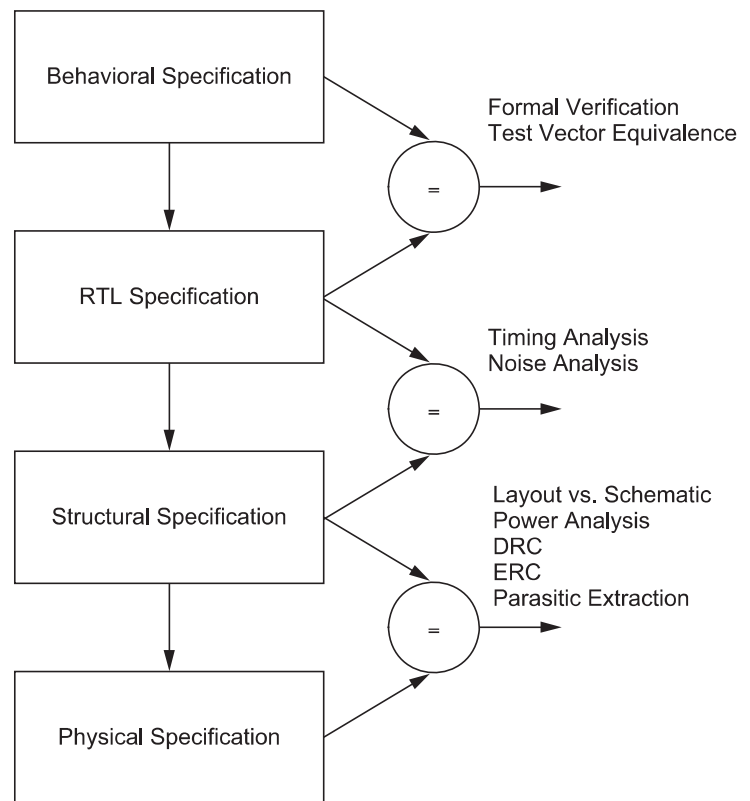 Behavioral Specification
Formal Verification
Test Vector Equivalence
=
RTL Specification
Timing Analysis
Noise Analysis
=
Structural Specification
Layout vs. Schematic
Power Analysis
DRC
ERC
Parasitic Extraction
=
Physical Specification